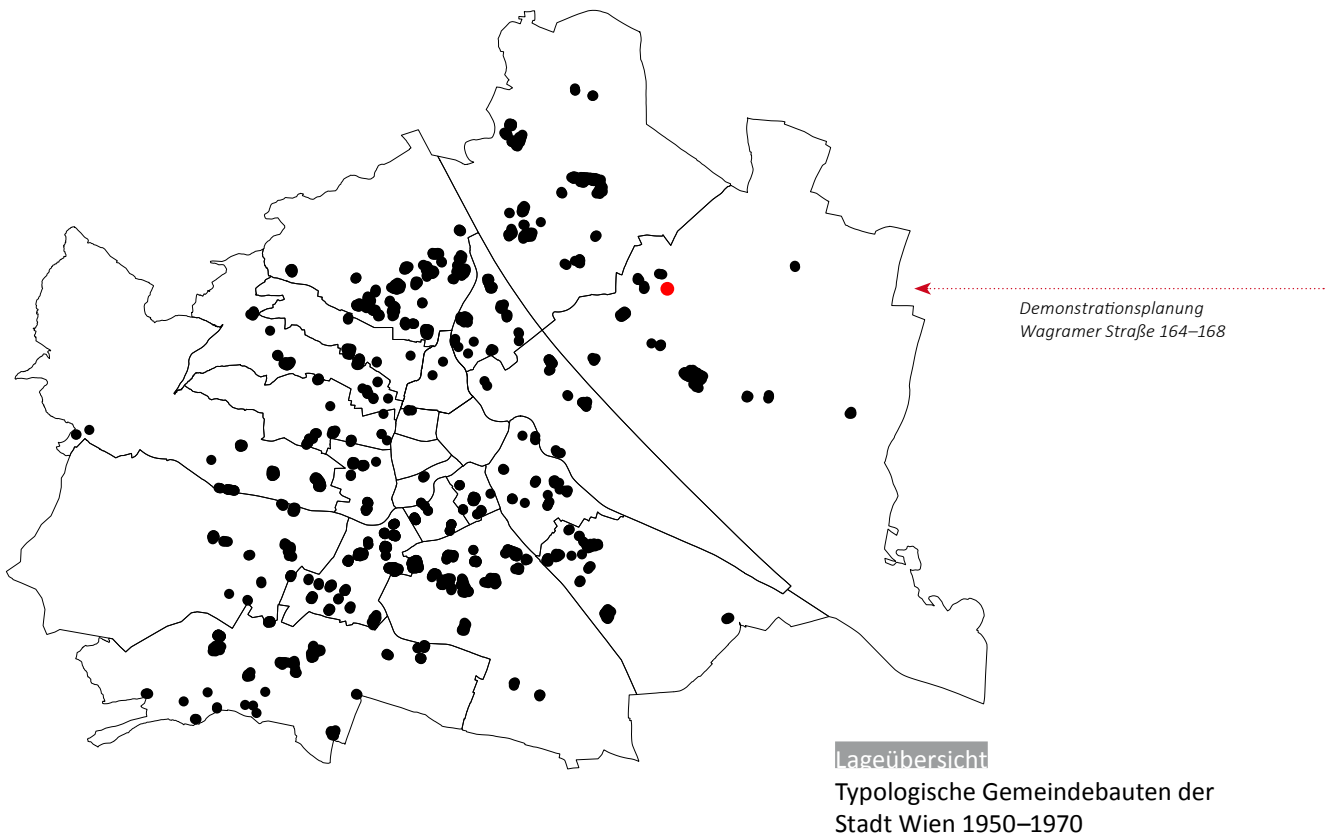 Demonstrationsplanung
Wagramer Straße 164–168
Lageübersicht
Typologische Gemeindebauten der
Stadt Wien 1950–1970